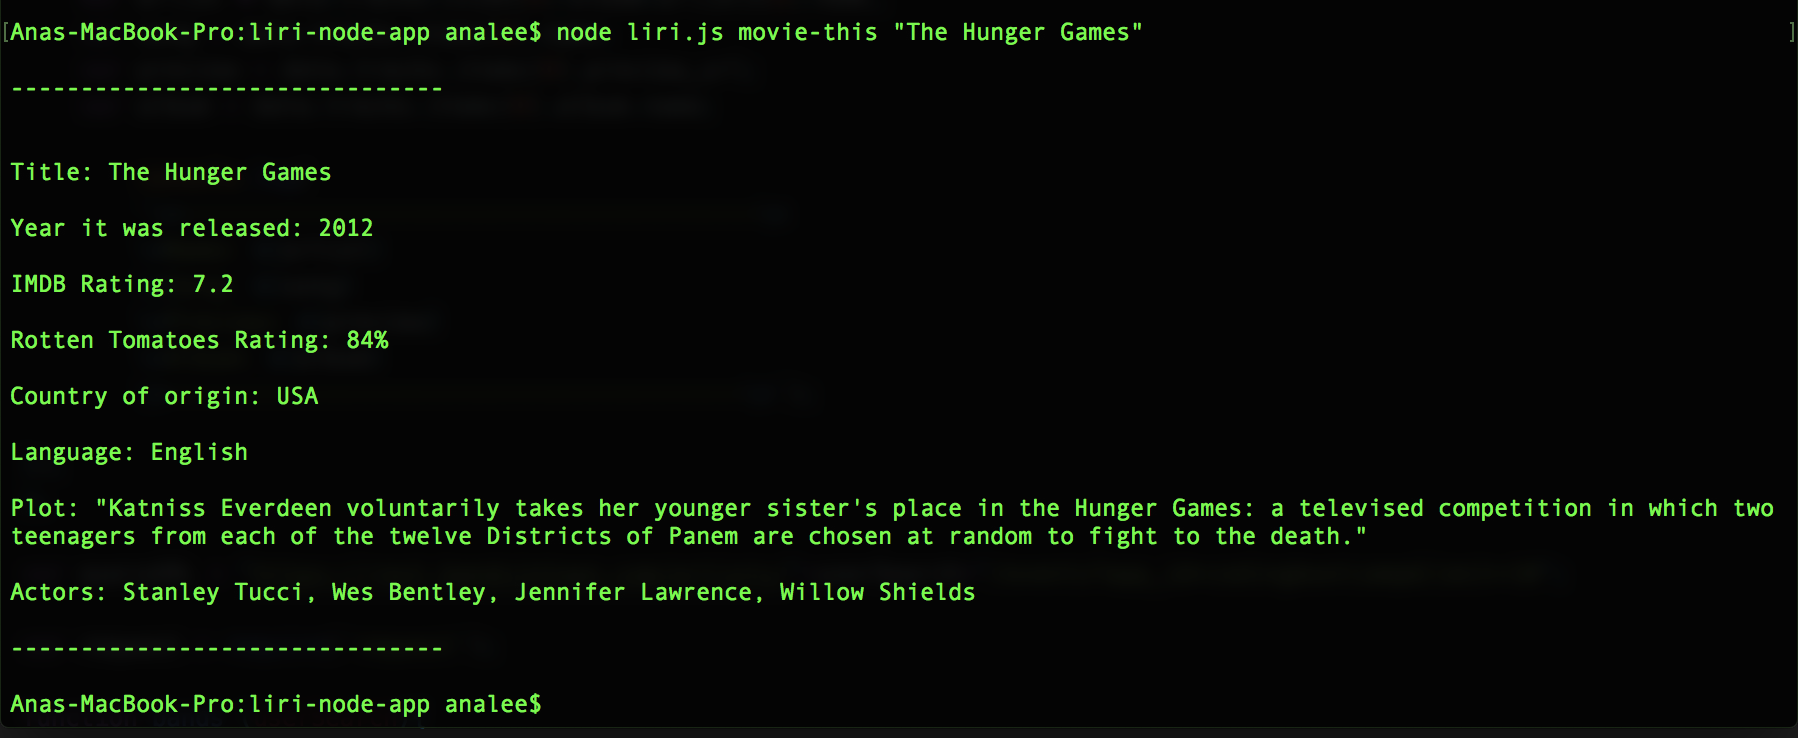 [Anas-MacBook-Pro:liri-node-app analee$ node liri.js movie-this "The Hunger Games" ]
-------------------------------
Title: The Hunger Games
Year it was released: 2012
IMDB Rating: 7.2
Rotten Tomatoes Rating: 84%
Country of origin: USA
Language: English
Plot: "Katniss Everdeen voluntarily takes her younger sister's place in the Hunger Games: a televised competition in which two
teenagers from each of the twelve Districts of Panem are chosen at random to fight to the death."
Actors: Stanley Tucci, Wes Bentley, Jennifer Lawrence, Willow Shields
-------------------------------
Anas-MacBook-Pro:liri-node-app analee$